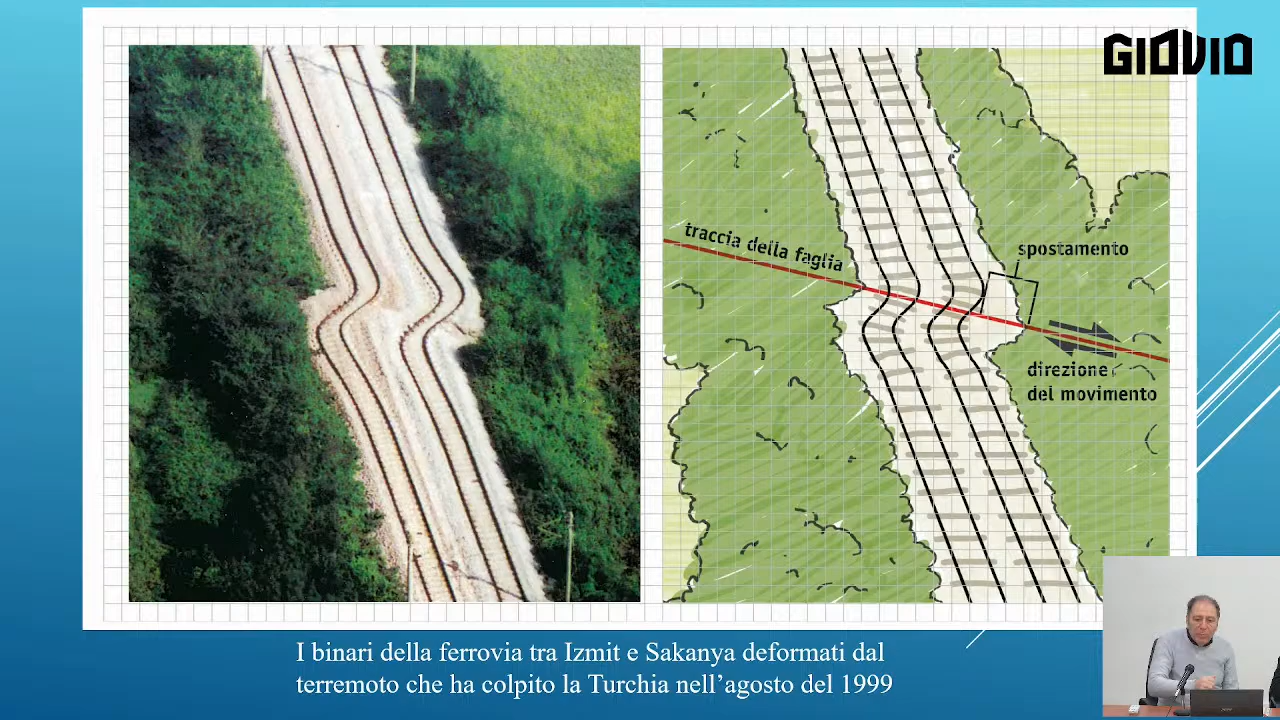 GIOVIO
traccia della faglia
spostamento
direzione
del movimento
I binari della ferrovia tra Izmit e Sakanya deformati dal
terremoto che ha colpito la Turchia nell'agosto del 1999